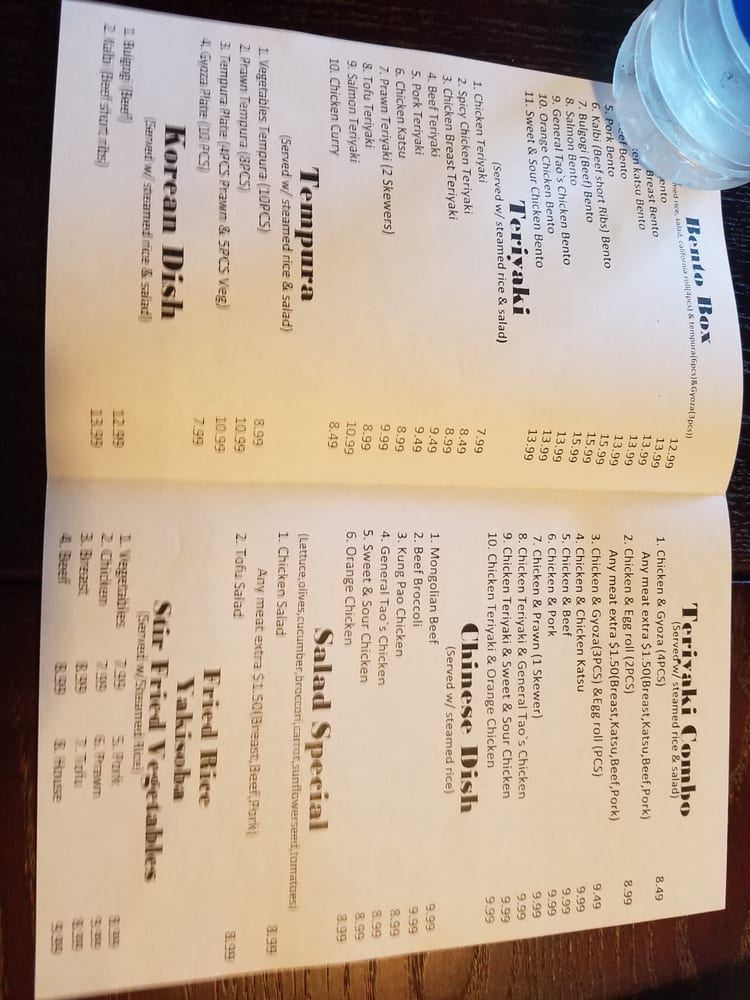 Bento Box
rice, salad, california roll(4pcs) & tempura(6pcs)&Gyoza(3pcs))
12.99
Breast Bento 13.99
katsu Bento 13.99
Bento 13.99
5. Pork Bento 13.99
6. Kalbi (Beef short Ribs) Bento 15.99
7. Bulgogi (Beef) Bento 15.99
8. Salmon Bento 15.99
9. General Tao's Chicken Bento 13.99
10. Orange Chicken Bento 13.99
11. Sweet & Sour Chicken Bento 13.99
Teriyaki
(Served w/ steamed rice & salad)
1. Chicken Teriyaki 7.99
2. Spicy Chicken Teriyaki 8.49
3. Chicken Breast Teriyaki 8.99
4. Beef Teriyaki 9.49
5. Pork Teriyaki 9.49
6. Chicken Katsu 8.99
7. Prawn Teriyaki (2 Skewers) 9.99
8. Tofu Teriyaki 8.99
9. Salmon Teriyaki 10.99
10. Chicken Curry 8.49
Tempura
(Served w/ steamed rice & salad)
1. Vegetables Tempura (10PCS) 8.99
2. Prawn Tempura (8PCS) 10.99
3. Tempura Plate (4PCS Prawn & 5PCS Veg) 10.99
4. Gyoza Plate (10 PCS) 7.99
Korean Dish
(Served w/ steamed rice & salad)
1. Bulgogi (Beef) 12.99
2. Kalbi (Beef short ribs) 13.99
Teriyaki Combo
(Served w/ steamed rice & salad)
1. Chicken & Gyoza (4PCS) 8.49
Any meat extra $1.50(Breast,Katsu,Beef,Pork)
2. Chicken & Egg roll (2PCS) 8.99
Any meat extra $1.50(Breast,Katsu,Beef,Pork)
3. Chicken & Gyoza(3PCS) &Egg roll (PCS) 9.49
4. Chicken & Chicken Katsu 9.99
5. Chicken & Beef 9.99
6. Chicken & Pork 9.99
7. Chicken & Prawn (1 Skewer) 9.99
8. Chicken Teriyaki & General Tao's Chicken 9.99
9. Chicken Teriyaki & Sweet & Sour Chicken 9.99
10. Chicken Teriyaki & Orange Chicken 9.99
Chinese Dish
(Served w/ steamed rice)
1. Mongolian Beef 9.99
2. Beef Broccoli 9.99
3. Kung Pao Chicken 8.99
4. General Tao's Chicken 8.99
5. Sweet & Sour Chicken 8.99
6. Orange Chicken 8.99
Salad Special
(Lettuce,olives,cucumber,broccori,carrot,sunflowerseed,tomatoes)
1. Chicken Salad 8.99
Any meat extra $1.50(Breast,Beef,Pork)
2. Tofu Salad 8.99
Fried Rice
Yakisoba
Stir Fried Vegetables
(Served w/Steamed Rice)
1. Vegetables 7.99 5. Pork 8.99
2. Chicken 7.99 6. Prawn 9.99
3. Breast 8.99 7. Tofu 8.99
4. Beef 8.99 8. House 9.99